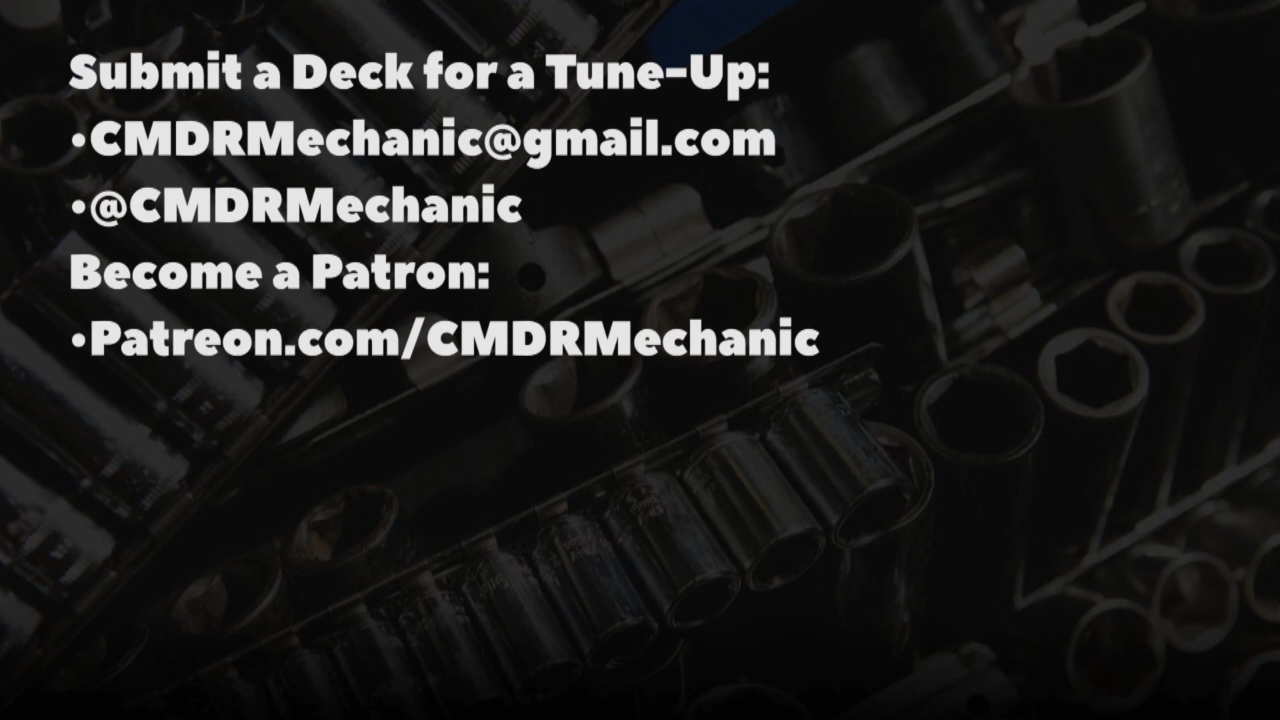 Submit a Deck for a Tune-Up:
•CMDRMechanic@gmail.com
•@CMDRMechanic
Become a Patron:
•Patreon.com/CMDRMechanic